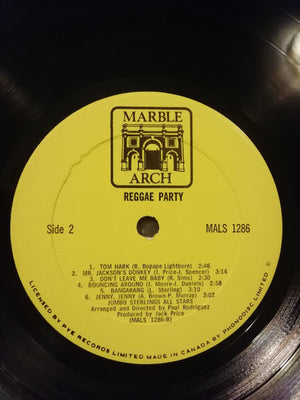 MARBLE
ARCH
REGGAE PARTY
Side 2
MALS 1286
1. TOM HARK (R. Bopape Lightborn) 2:46
2. MR. JACKSON'S DONKEY (J. Price-J. Spencer) 3:14
3. DON'T LEAVE ME BABY (R. Sims) 2:30
4. BOUNCING AROUND (J. Moore-J. Daniels) 2:58
5. BANGARANG (L. Sterling) 3:00
6. JENNY, JENNY (A. Brown-P. Murray) 3:02
JUMBO STERLINGS ALL STARS
Arranged and Directed by Paul Rodriguez
Produced by Jack Price
(MALS 1286-B)
LICENSED BY PYE RECORDS LIMITED MADE IN CANADA BY PHONODISC LIMITED ©